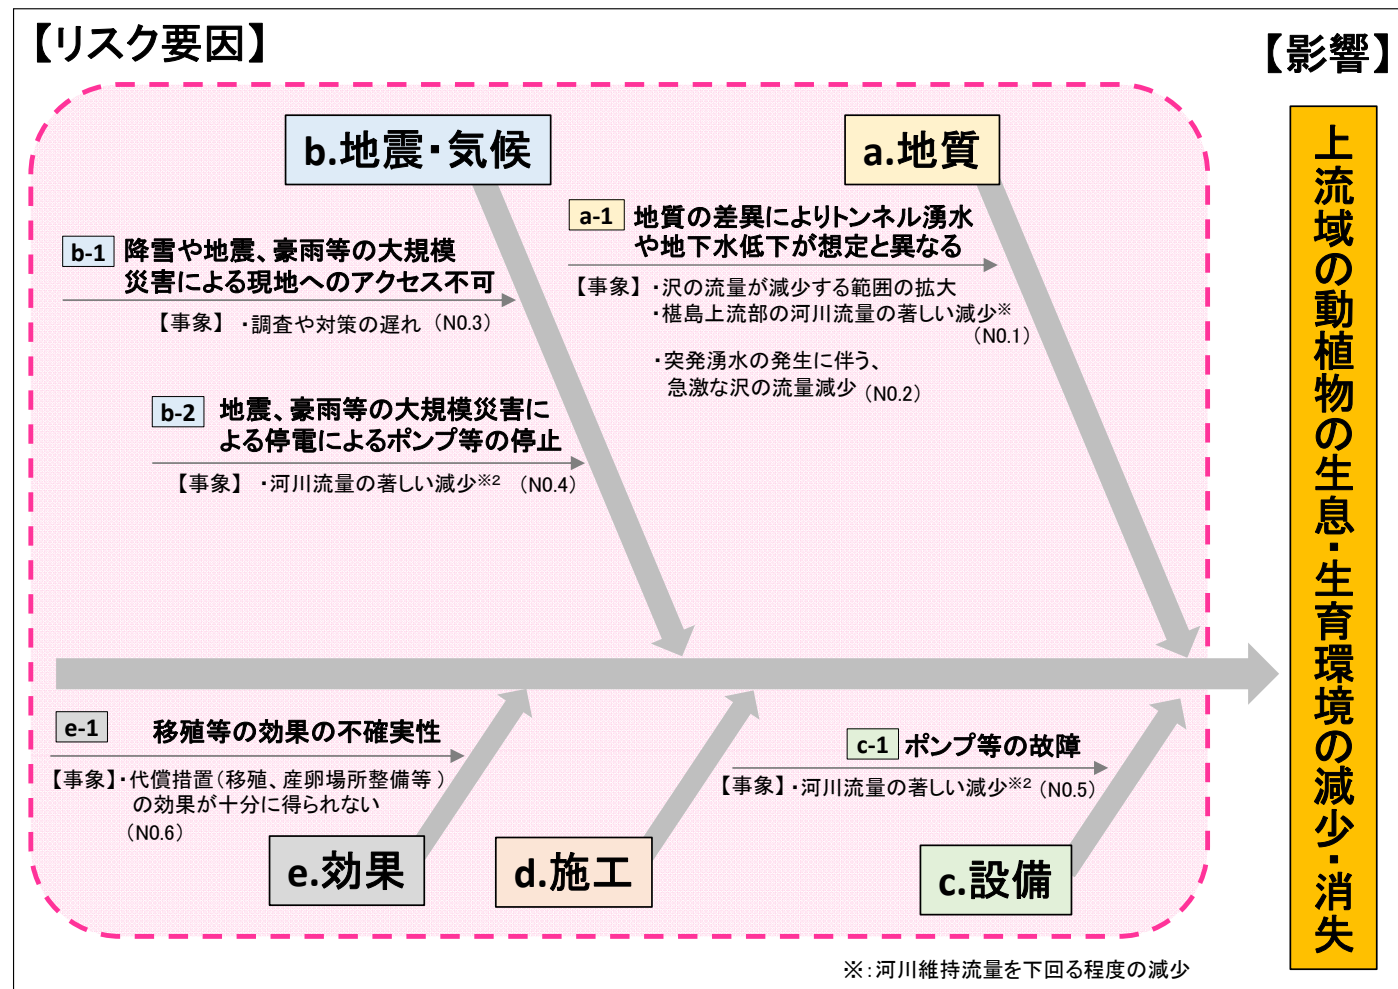 【リスク要因】
【影響】
b.地震・気候
a.地質
a-1 地質の差異によりトンネル湧水
や地下水低下が想定と異なる
【事象】・沢の流量が減少する範囲の拡大
・椹島上流部の河川流量の著しい減少※
(N0.1)
・突発湧水の発生に伴う、
急激な沢の流量減少 (N0.2)
b-1 降雪や地震、豪雨等の大規模
災害による現地へのアクセス不可
【事象】・調査や対策の遅れ (N0.3)
b-2 地震、豪雨等の大規模災害に
よる停電によるポンプ等の停止
【事象】・河川流量の著しい減少※2 (N0.4)
e-1 移殖等の効果の不確実性
【事象】・代償措置(移殖、産卵場所整備等)
の効果が十分に得られない
(N0.6)
c-1 ポンプ等の故障
【事象】・河川流量の著しい減少※2 (N0.5)
e.効果
d.施工
c.設備
上流域の動植物の生息・生育環境の減少・消失
※:河川維持流量を下回る程度の減少